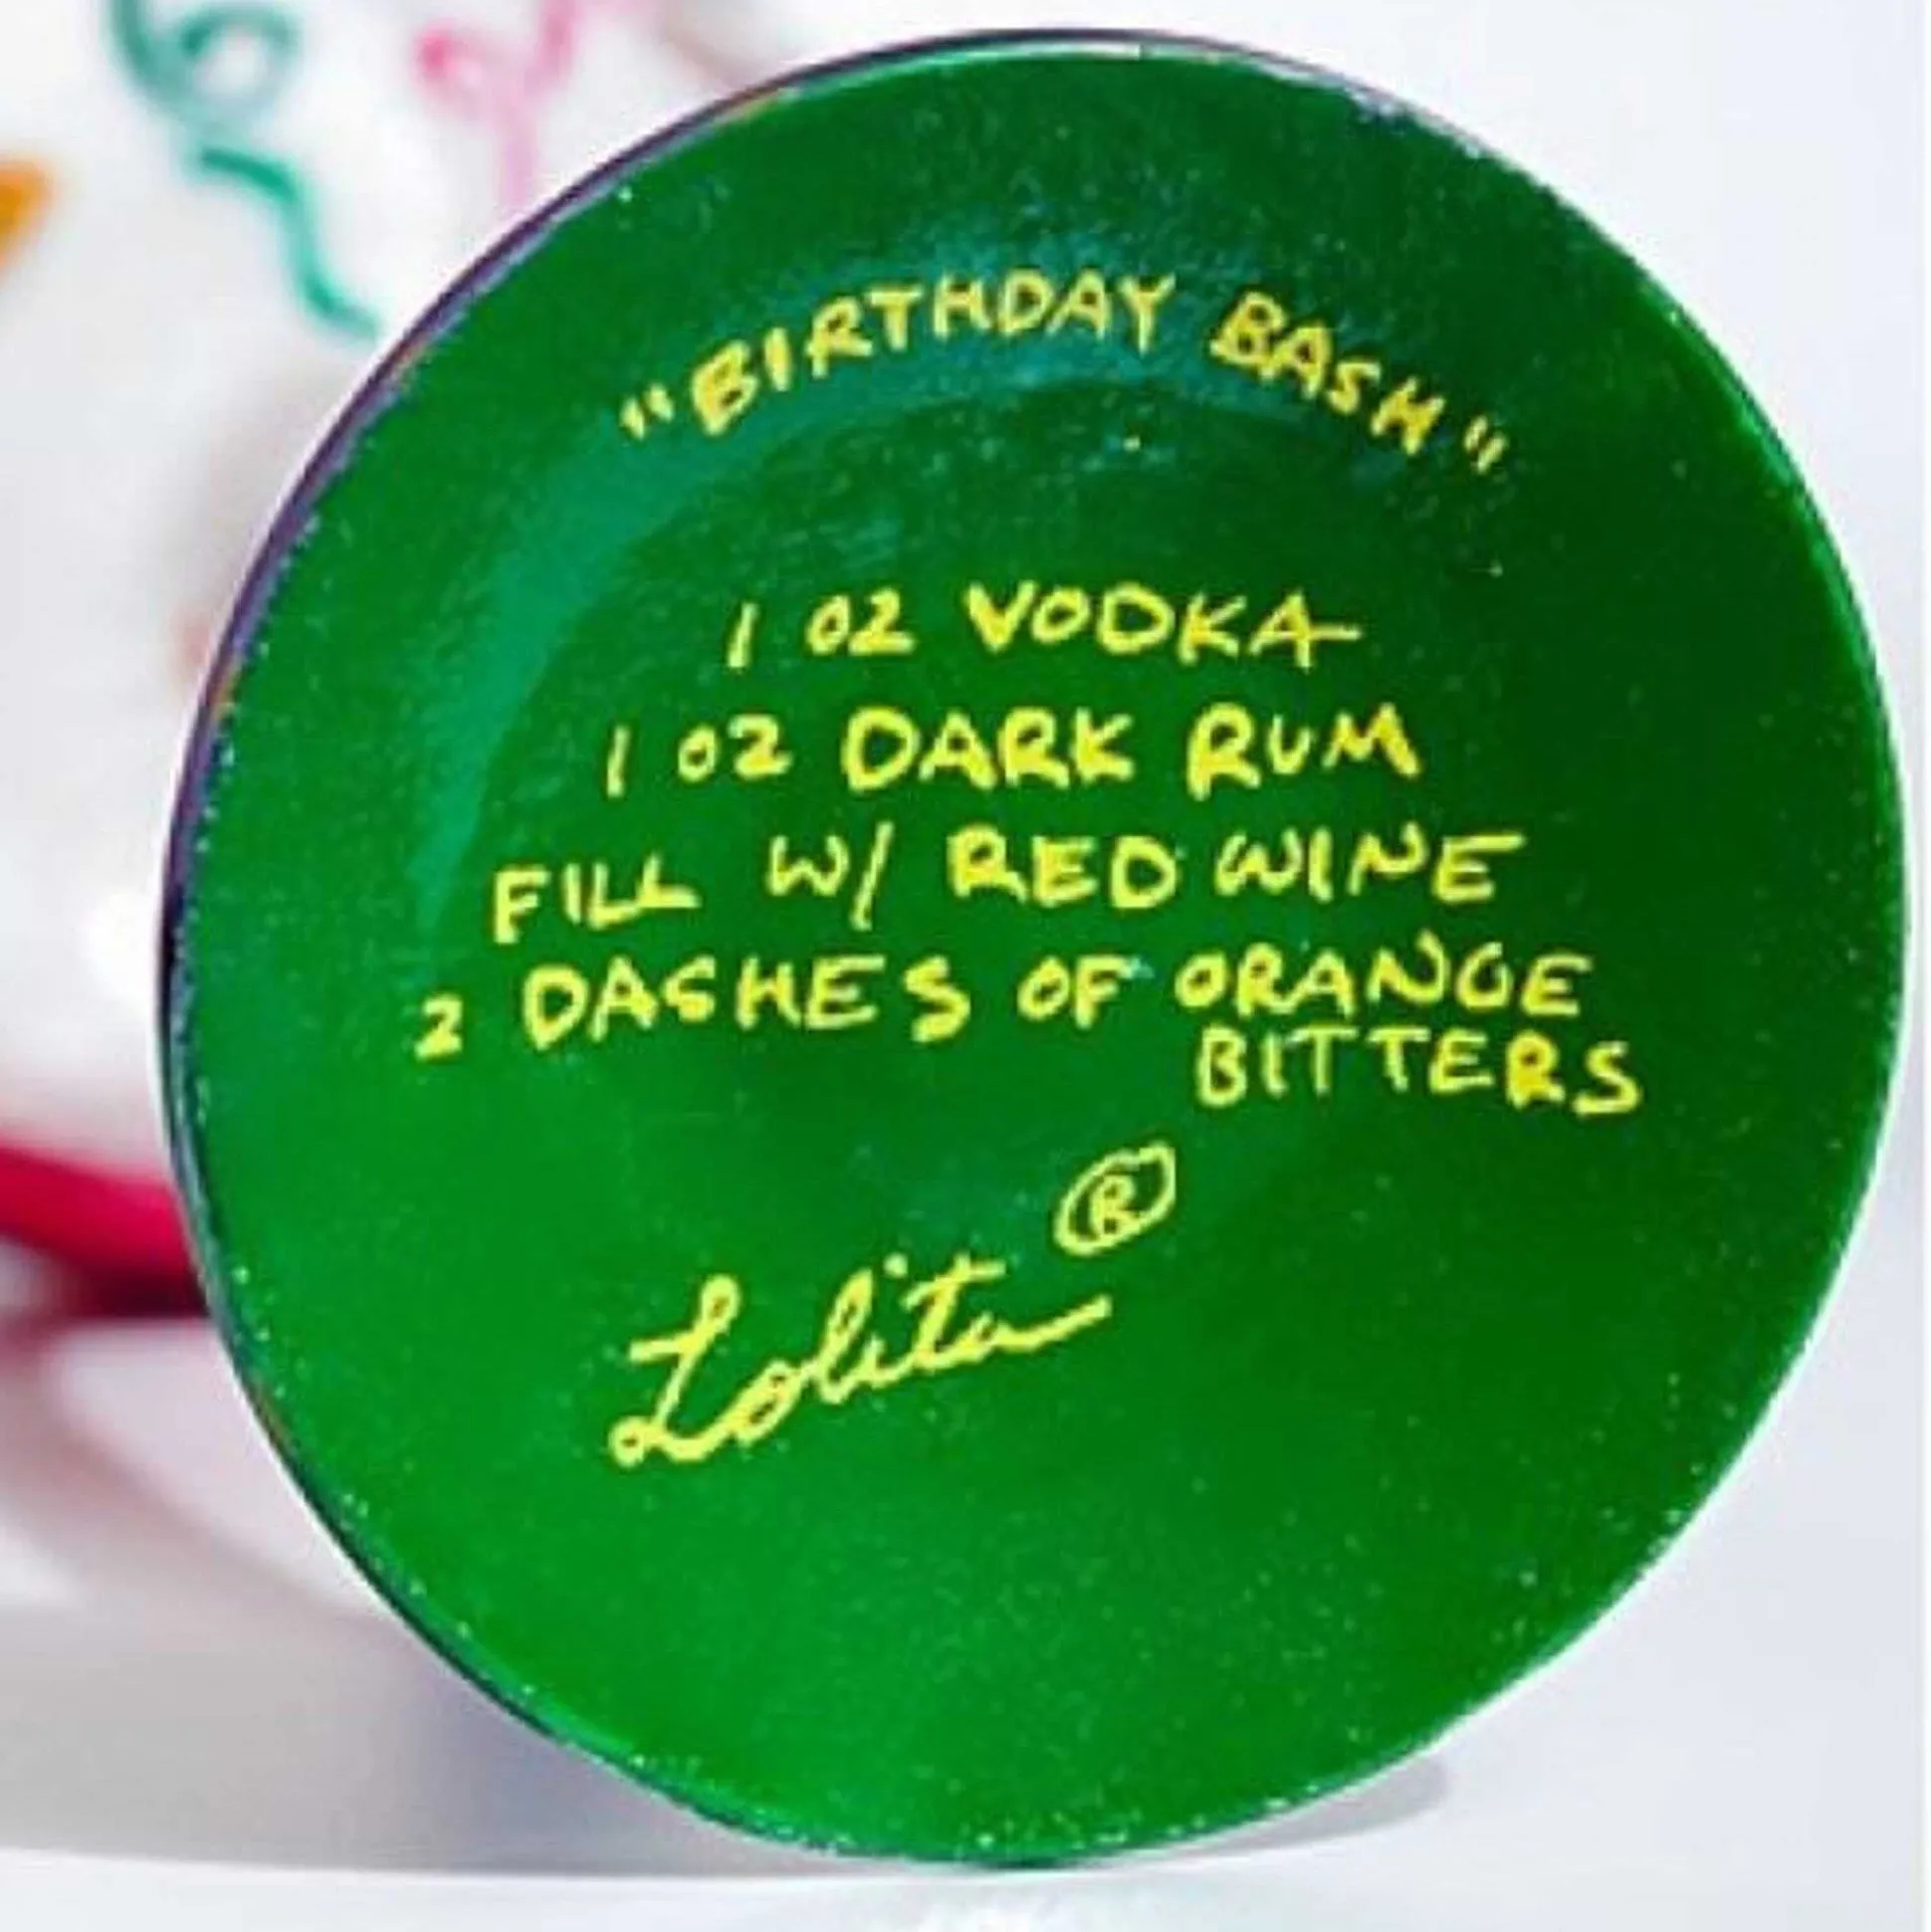 "BIRTHDAY BASH"
1 OZ VODKA
1 OZ DARK RUM
FILL W/ RED WINE
2 DASHES OF ORANGE
BITTERS
Lolita ®